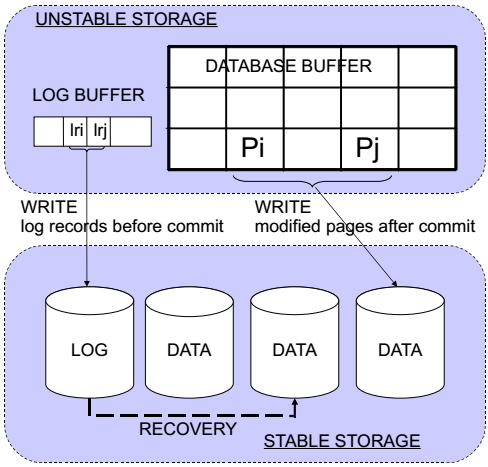 UNSTABLE STORAGE
DATABASE BUFFER
LOG BUFFER
lri lrj
Pi Pj
WRITE
log records before commit
WRITE
modified pages after commit
LOG DATA DATA DATA
RECOVERY
STABLE STORAGE